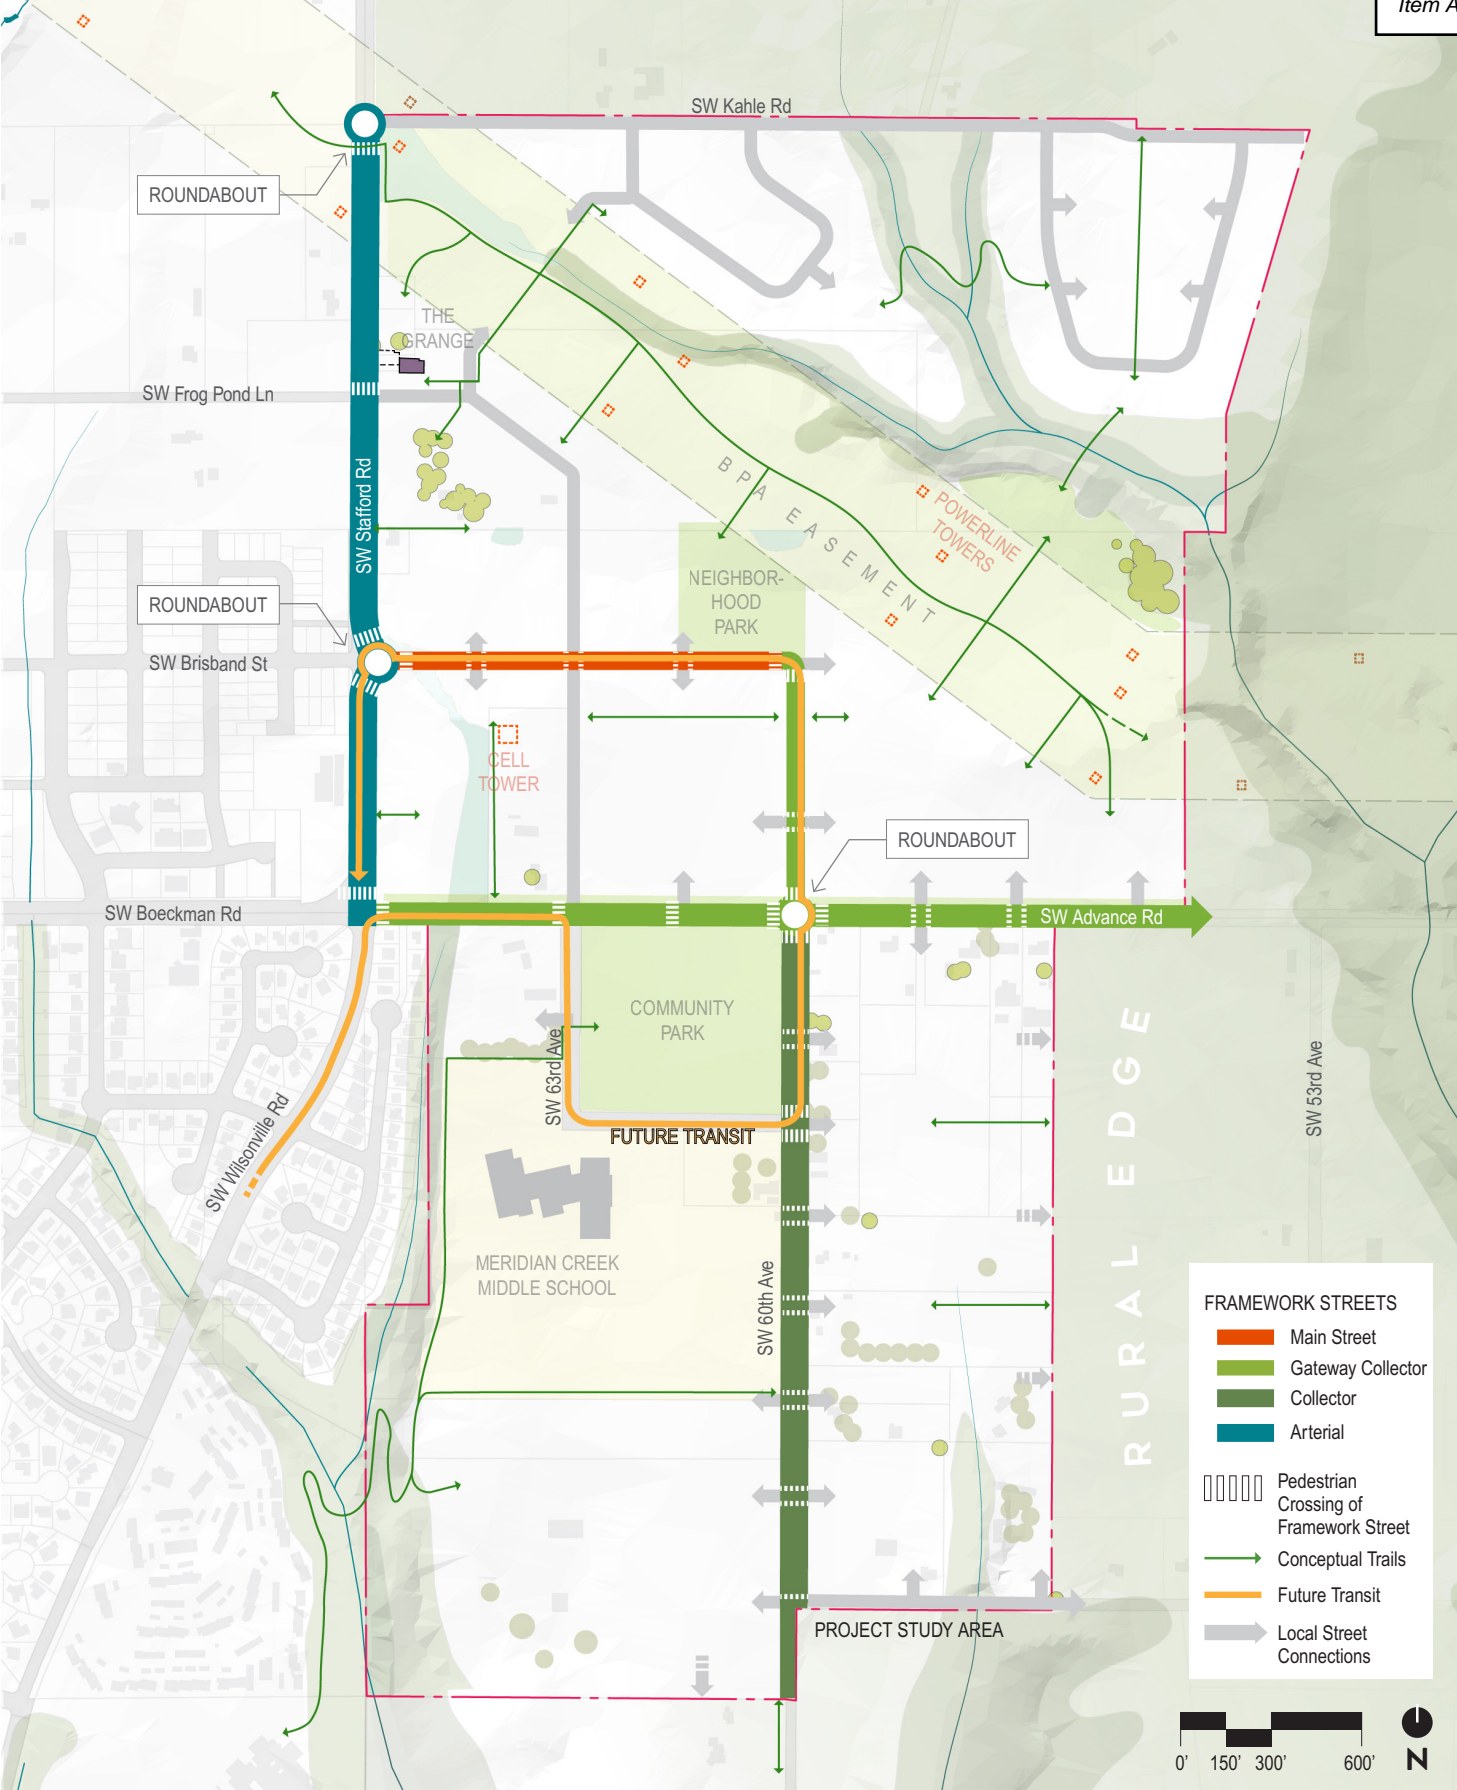 Item A
SW Kahle Rd
ROUNDABOUT
THE
GRANGE
SW Frog Pond Ln
SW Stafford Rd
BPA EASEMENT
POWERLINE
TOWERS
NEIGHBOR-
HOOD
PARK
ROUNDABOUT
SW Brisband St
CELL
TOWER
ROUNDABOUT
SW Boeckman Rd
SW Advance Rd
COMMUNITY
PARK
SW 63rd Ave
FUTURE TRANSIT
SW Wilsonville Rd
MERIDIAN CREEK
MIDDLE SCHOOL
SW 60th Ave
RURAL EDGE
SW 53rd Ave
PROJECT STUDY AREA
FRAMEWORK STREETS
Main Street
Gateway Collector
Collector
Arterial
Pedestrian
Crossing of
Framework Street
Conceptual Trails
Future Transit
Local Street
Connections
0' 150' 300' 600'
N